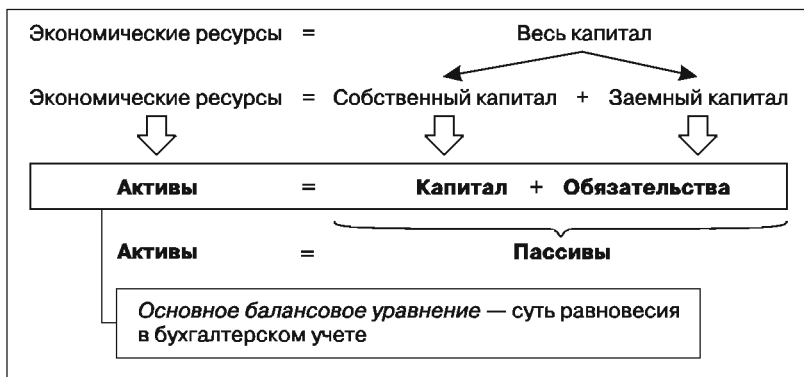 Экономические ресурсы = Весь капитал
Экономические ресурсы = Собственный капитал + Заемный капитал
Активы = Капитал + Обязательства
Активы = Пассивы
Основное балансовое уравнение — суть равновесия
в бухгалтерском учете